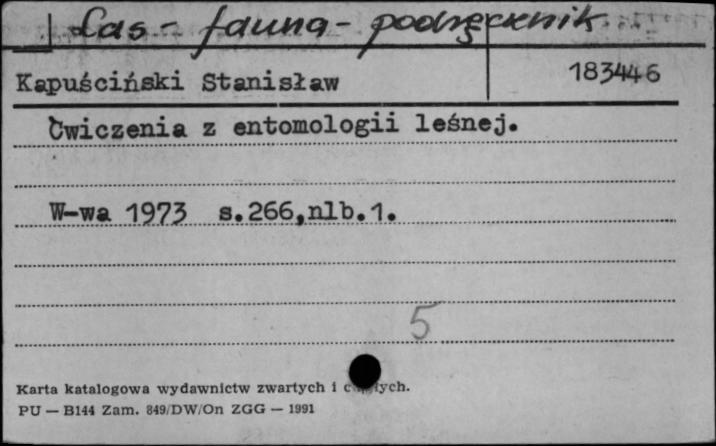 Las - fauna - podręcznik
Kapuściński Stanisław 183446
Ćwiczenia z entomologii leśnej.
W-wa 1973 s.266,nlb.1.
5
Karta katalogowa wydawnictw zwartych i
PU — B144 Zam. 849/DW/On ZGG — 1991